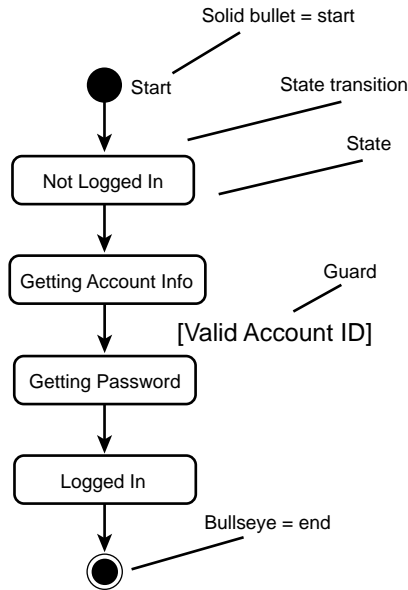 Solid bullet = start
Start
State transition
State
Not Logged In
Getting Account Info
Guard
[Valid Account ID]
Getting Password
Logged In
Bullseye = end